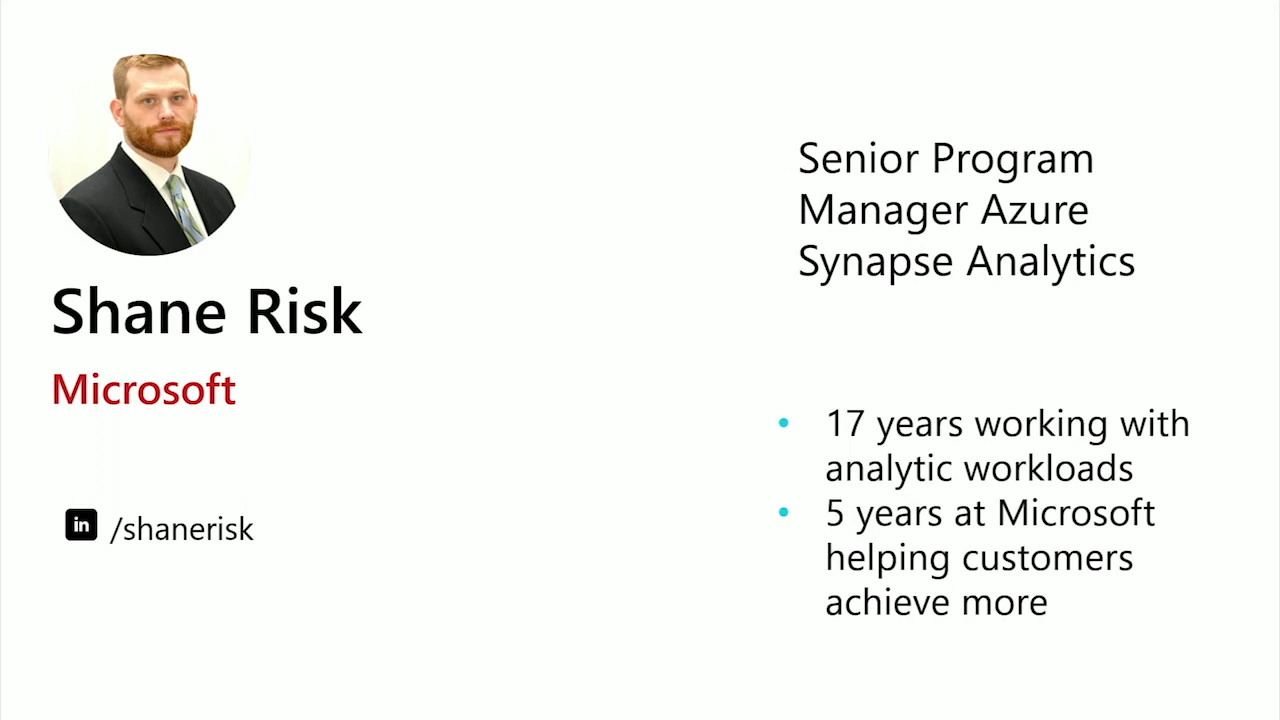 Shane Risk
Microsoft
in /shanerisk
Senior Program
Manager Azure
Synapse Analytics
• 17 years working with
analytic workloads
• 5 years at Microsoft
helping customers
achieve more